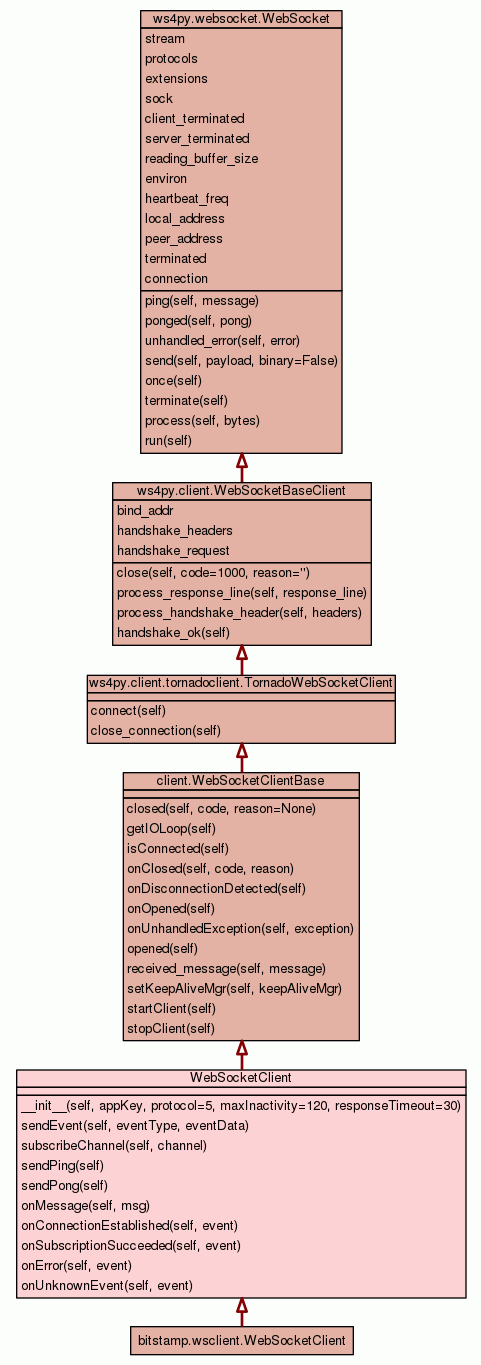 ws4py.websocket.WebSocket
stream
protocols
extensions
sock
client_terminated
server_terminated
reading_buffer_size
environ
heartbeat_freq
local_address
peer_address
terminated
connection
ping(self, message)
ponged(self, pong)
unhandled_error(self, error)
send(self, payload, binary=False)
once(self)
terminate(self)
process(self, bytes)
run(self)
ws4py.client.WebSocketBaseClient
bind_addr
handshake_headers
handshake_request
close(self, code=1000, reason='')
process_response_line(self, response_line)
process_handshake_header(self, headers)
handshake_ok(self)
ws4py.client.tornadoclient.TornadoWebSocketClient
connect(self)
close_connection(self)
client.WebSocketClientBase
closed(self, code, reason=None)
getIOLoop(self)
isConnected(self)
onClosed(self, code, reason)
onDisconnectionDetected(self)
onOpened(self)
onUnhandledException(self, exception)
opened(self)
received_message(self, message)
setKeepAliveMgr(self, keepAliveMgr)
startClient(self)
stopClient(self)
WebSocketClient
__init__(self, appKey, protocol=5, maxInactivity=120, responseTimeout=30)
sendEvent(self, eventType, eventData)
subscribeChannel(self, channel)
sendPing(self)
sendPong(self)
onMessage(self, msg)
onConnectionEstablished(self, event)
onSubscriptionSucceeded(self, event)
onError(self, event)
onUnknownEvent(self, event)
bitstamp.wsclient.WebSocketClient